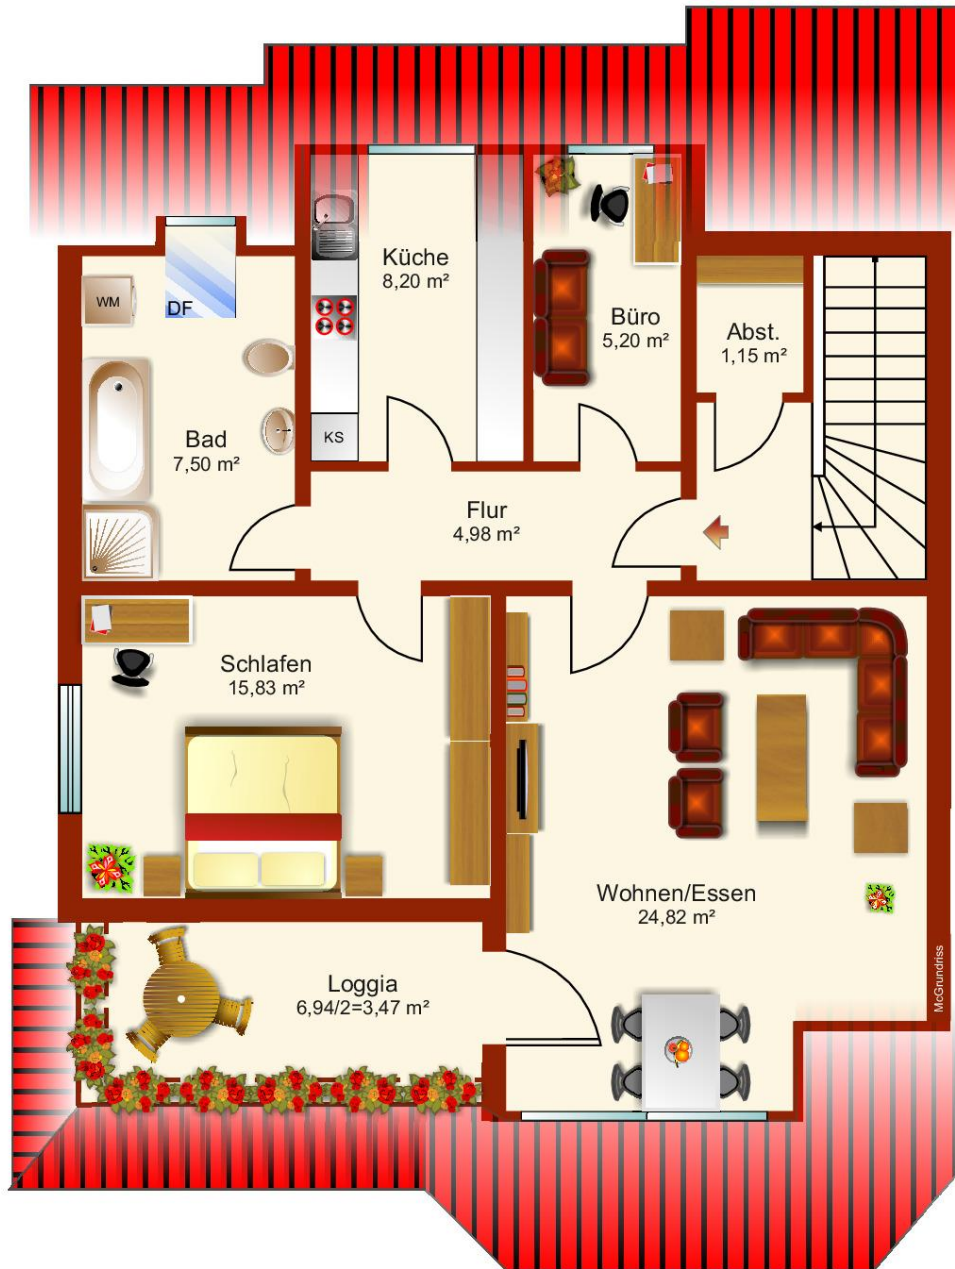 Küche
8,20 m²
WM
DF
Büro
5,20 m²
Abst.
1,15 m²
Bad
7,50 m²
KS
Flur
4,98 m²
Schlafen
15,83 m²
Wohnen/Essen
24,82 m²
Loggia
6,94/2=3,47 m²
McGrundriss